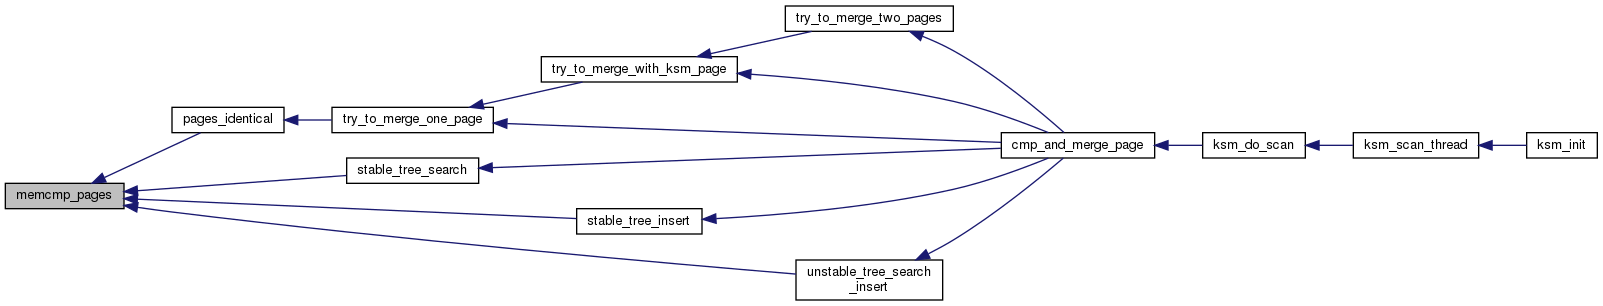 try_to_merge_two_pages
try_to_merge_with_ksm_page
pages_identical
try_to_merge_one_page
cmp_and_merge_page
ksm_do_scan
ksm_scan_thread
ksm_init
stable_tree_search
memcmp_pages
stable_tree_insert
unstable_tree_search
_insert